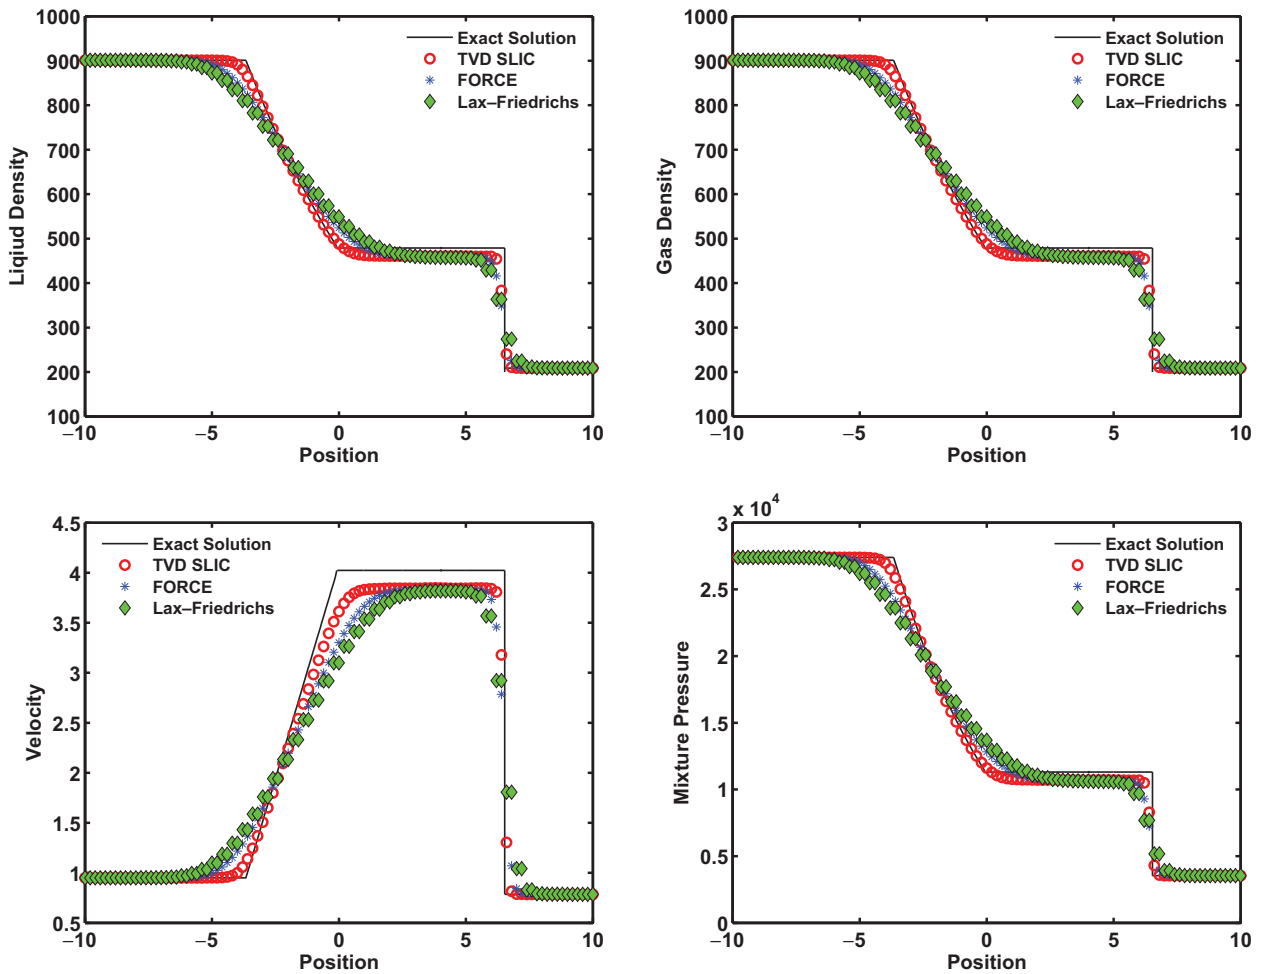 1000
900
800
700
600
500
400
300
200
100
−10
−5
0
5
10
Position
Liqiud Density
Exact Solution
TVD SLIC
FORCE
Lax−Friedrichs
1000
900
800
700
600
500
400
300
200
100
−10
−5
0
5
10
Position
Gas Density
Exact Solution
TVD SLIC
FORCE
Lax−Friedrichs
4.5
4
3.5
3
2.5
2
1.5
1
0.5
−10
−5
0
5
10
Position
Velocity
Exact Solution
TVD SLIC
FORCE
Lax−Friedrichs
x 10^4
3
2.5
2
1.5
1
0.5
0
−10
−5
0
5
10
Position
Mixture Pressure
Exact Solution
TVD SLIC
FORCE
Lax−Friedrichs